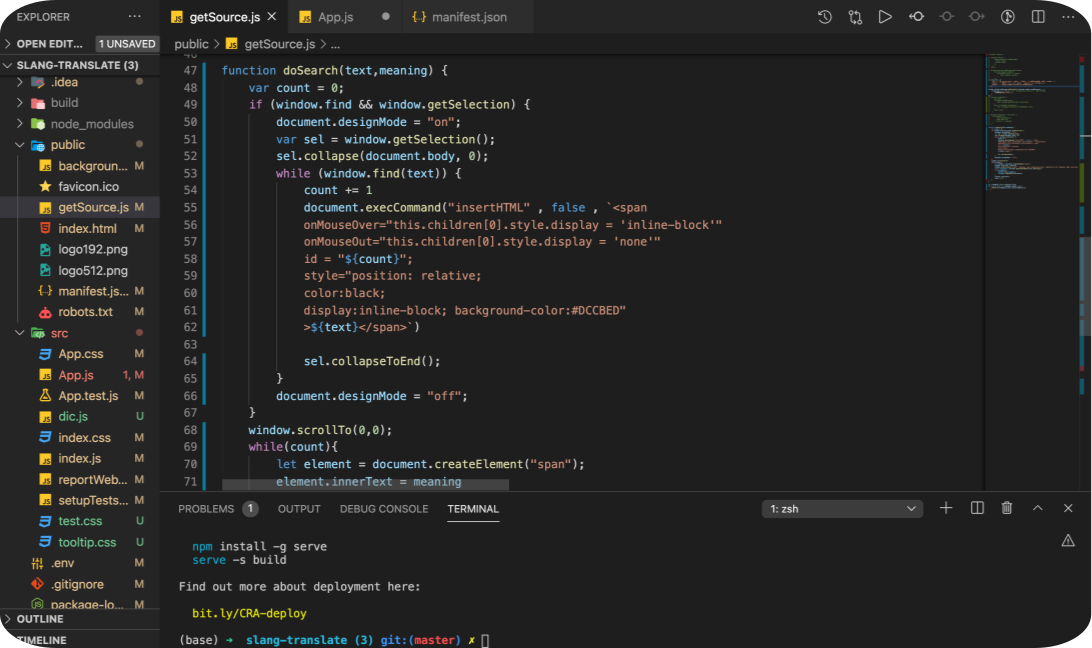 EXPLORER ···
getSource.js ×
App.js ●
{..} manifest.json
OPEN EDIT... 1 UNSAVED
public > JS getSource.js > ...
SLANG-TRANSLATE (3)
.idea
build
node_modules
public
backgroun... M
favicon.ico
getSource.js M
index.html M
logo192.png
logo512.png
manifest.js... M
robots.txt M
src
App.css M
App.js 1, M
App.test.js M
dic.js U
index.css M
index.js M
reportWeb... M
setupTests... M
test.css U
tooltip.css U
.env M
.gitignore M
package-lo... M
OUTLINE
TIMELINE
46
47 function doSearch(text,meaning) {
48 var count = 0;
49 if (window.find && window.getSelection) {
50 document.designMode = "on";
51 var sel = window.getSelection();
52 sel.collapse(document.body, 0);
53 while (window.find(text)) {
54 count += 1
55 document.execCommand("insertHTML" , false , `<span
56 onMouseOver="this.children[0].style.display = 'inline-block'"
57 onMouseOut="this.children[0].style.display = 'none'"
58 id = "${count}";
59 style="position: relative;
60 color:black;
61 display:inline-block; background-color:#DCCBED"
62 >${text}</span>`)
63
64 sel.collapseToEnd();
65 }
66 document.designMode = "off";
67 }
68 window.scrollTo(0,0);
69 while(count){
70 let element = document.createElement("span");
71 element.innerText = meaning
PROBLEMS 1 OUTPUT DEBUG CONSOLE TERMINAL 1: zsh
npm install -g serve
serve -s build
Find out more about deployment here:
bit.ly/CRA-deploy
(base) → slang-translate (3) git:(master) ✗